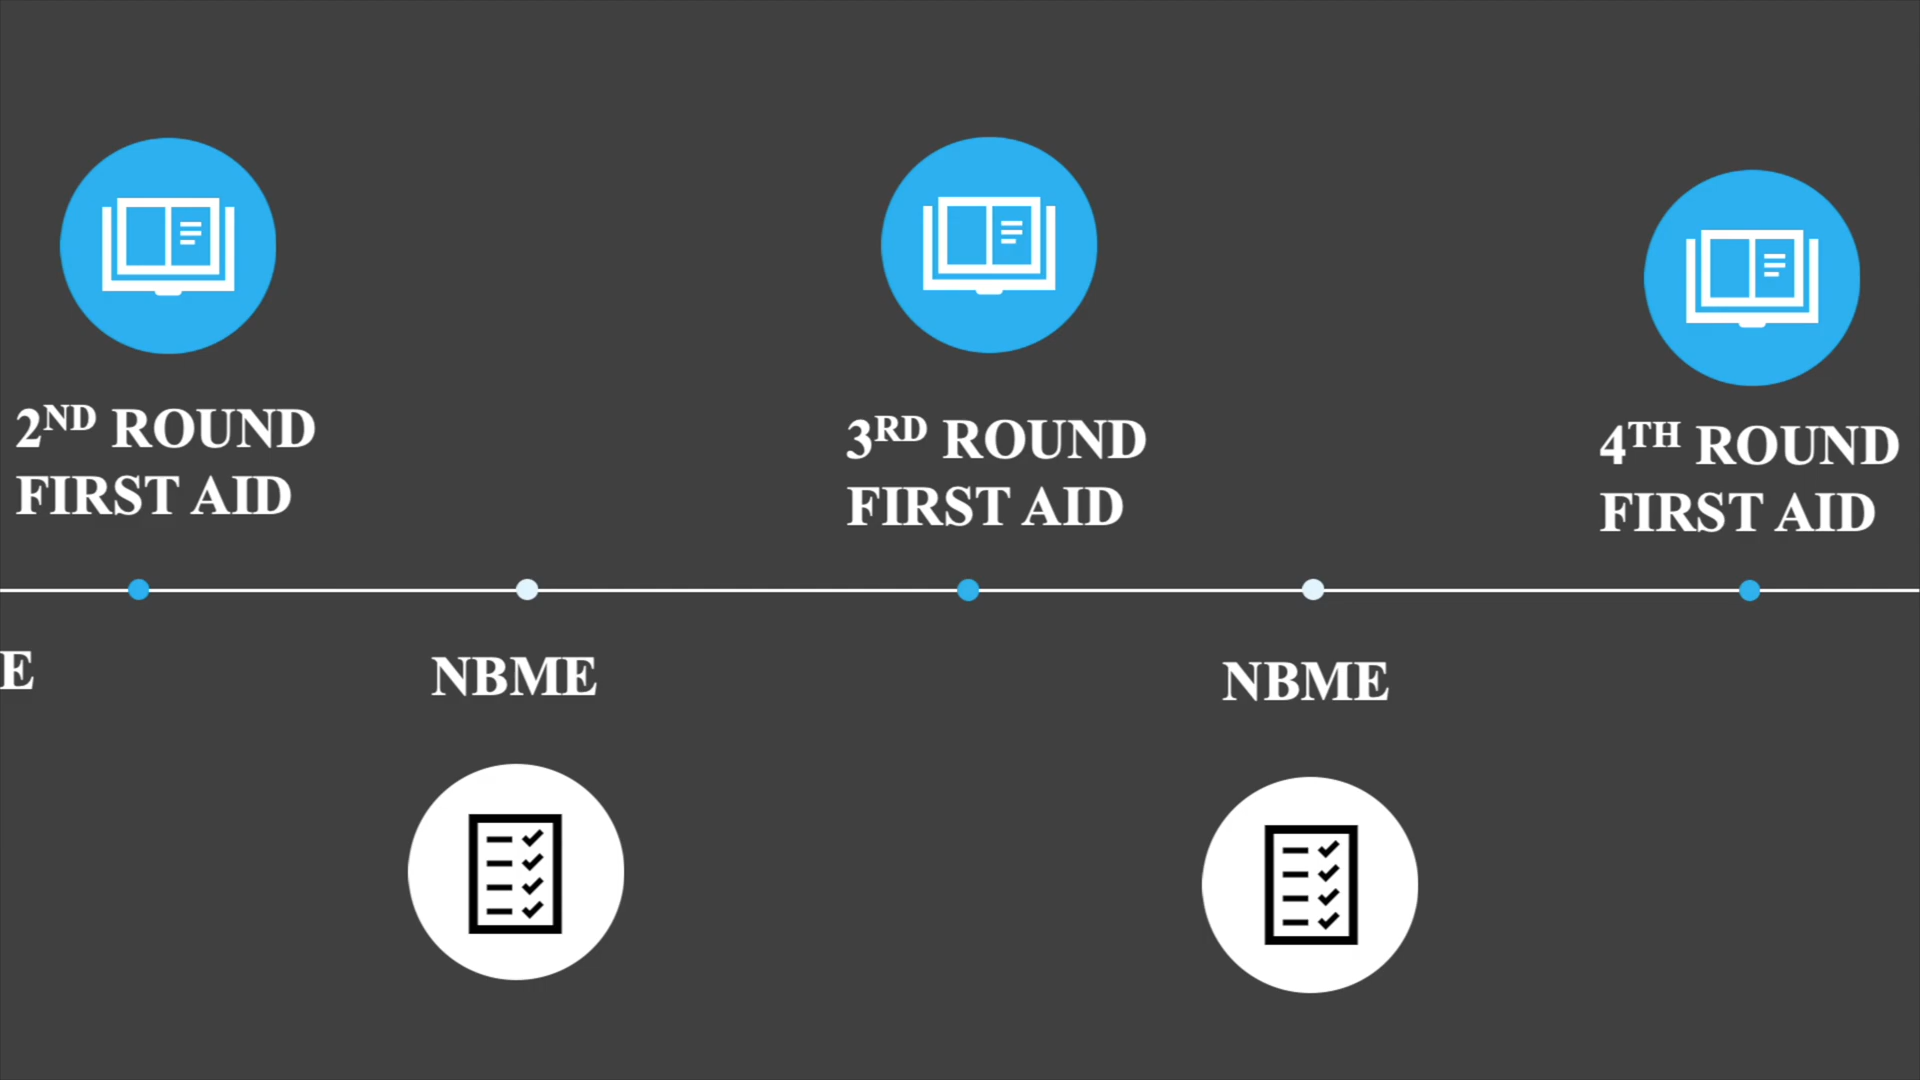 2ND ROUND
FIRST AID
3RD ROUND
FIRST AID
4TH ROUND
FIRST AID
E
NBME
NBME